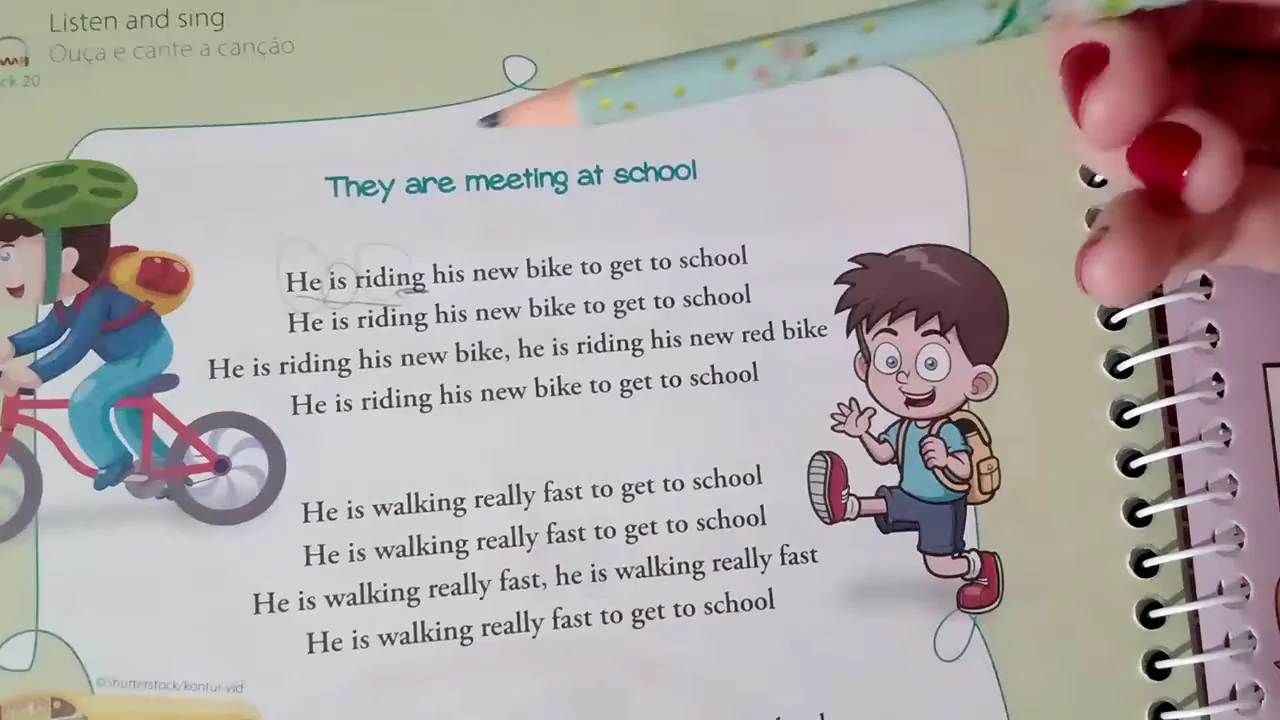 Listen and sing
Ouça e cante a canção
ck 20
They are meeting at school
He is riding his new bike to get to school
He is riding his new bike to get to school
He is riding his new bike, he is riding his new red bike
He is riding his new bike to get to school
He is walking really fast to get to school
He is walking really fast to get to school
He is walking really fast, he is walking really fast
He is walking really fast to get to school